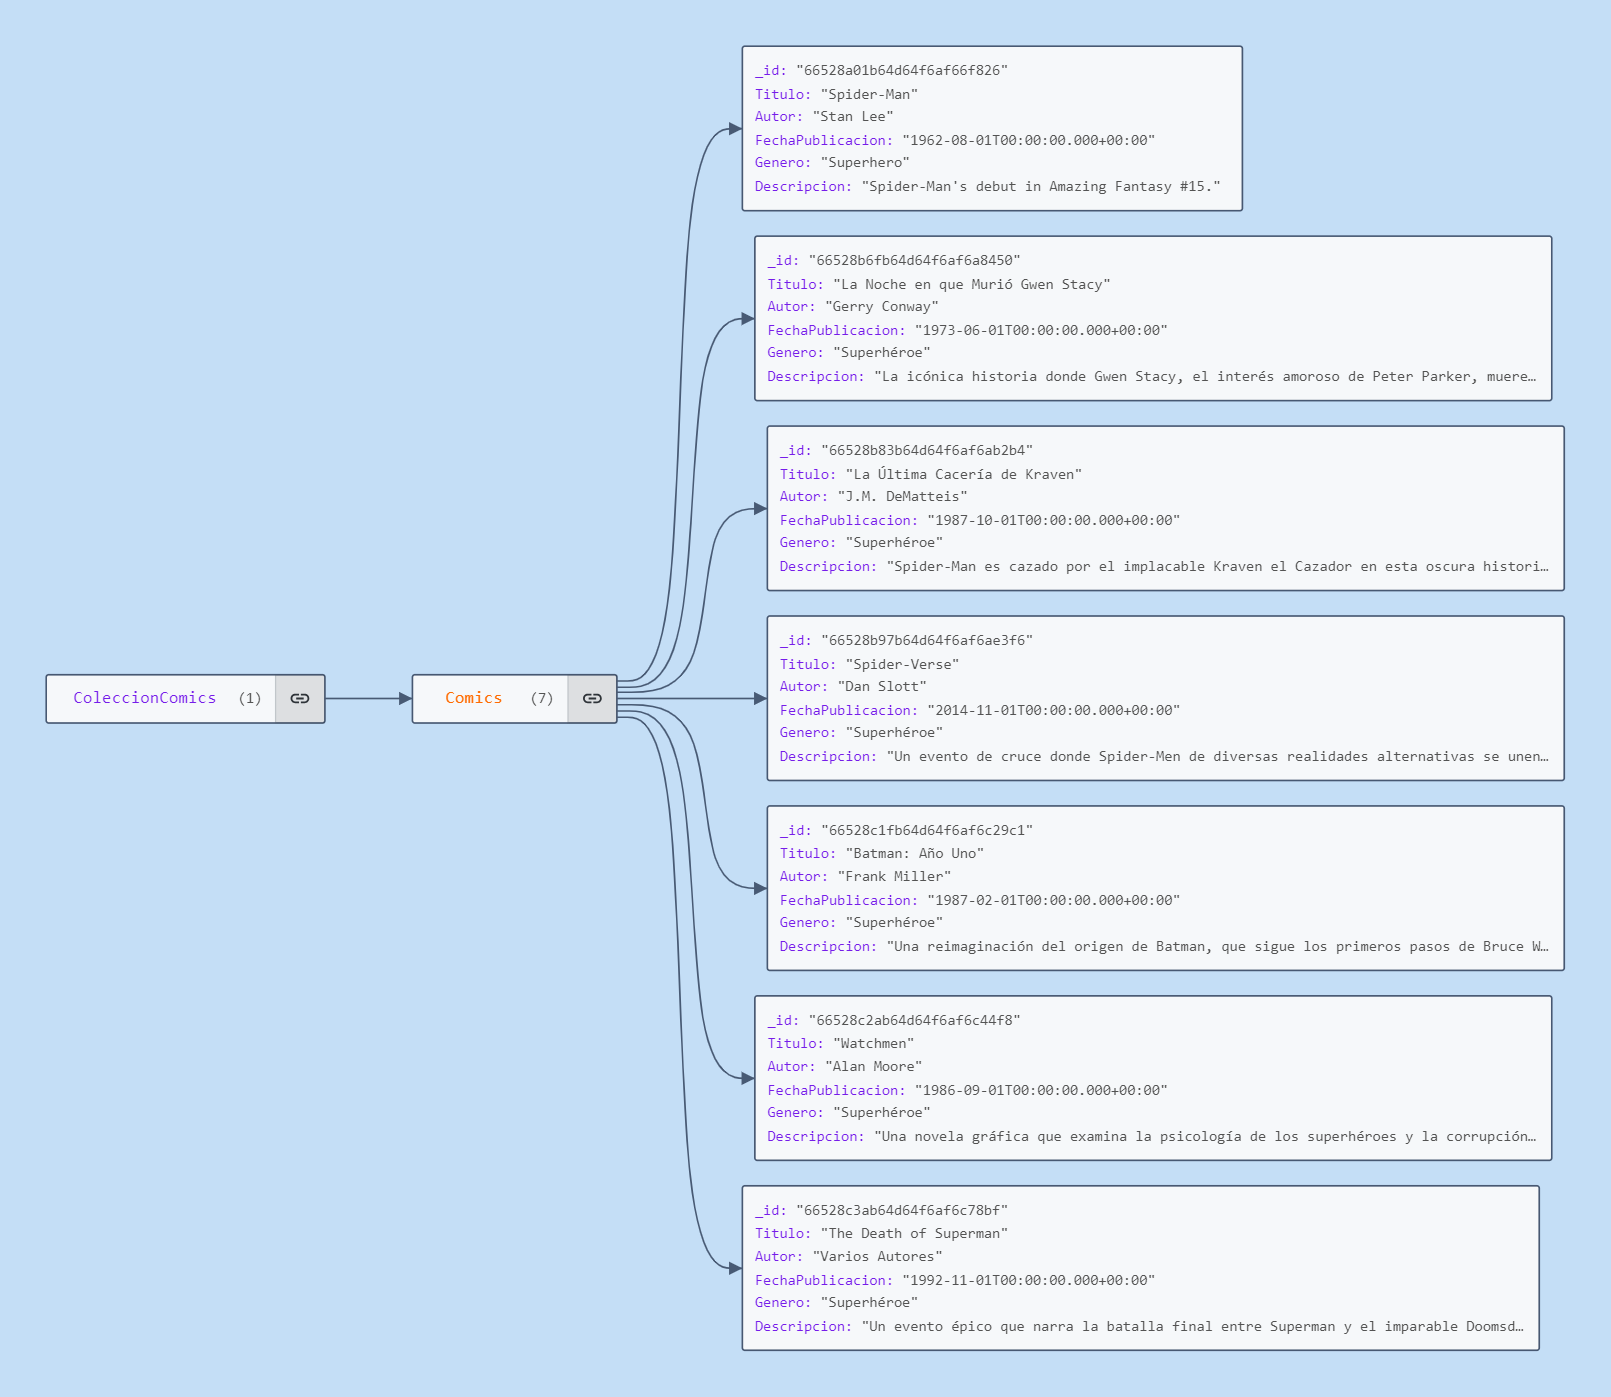 _id: "66528a01b64d64f6af66f826"
Titulo: "Spider-Man"
Autor: "Stan Lee"
FechaPublicacion: "1962-08-01T00:00:00.000+00:00"
Genero: "Superhero"
Descripcion: "Spider-Man's debut in Amazing Fantasy #15."
_id: "66528b6fb64d64f6af6a8450"
Titulo: "La Noche en que Murió Gwen Stacy"
Autor: "Gerry Conway"
FechaPublicacion: "1973-06-01T00:00:00.000+00:00"
Genero: "Superhéroe"
Descripcion: "La icónica historia donde Gwen Stacy, el interés amoroso de Peter Parker, muere…
_id: "66528b83b64d64f6af6ab2b4"
Titulo: "La Última Cacería de Kraven"
Autor: "J.M. DeMatteis"
FechaPublicacion: "1987-10-01T00:00:00.000+00:00"
Genero: "Superhéroe"
Descripcion: "Spider-Man es cazado por el implacable Kraven el Cazador en esta oscura histori…
ColeccionComics (1)
Comics (7)
_id: "66528b97b64d64f6af6ae3f6"
Titulo: "Spider-Verse"
Autor: "Dan Slott"
FechaPublicacion: "2014-11-01T00:00:00.000+00:00"
Genero: "Superhéroe"
Descripcion: "Un evento de cruce donde Spider-Men de diversas realidades alternativas se unen…
_id: "66528c1fb64d64f6af6c29c1"
Titulo: "Batman: Año Uno"
Autor: "Frank Miller"
FechaPublicacion: "1987-02-01T00:00:00.000+00:00"
Genero: "Superhéroe"
Descripcion: "Una reimaginación del origen de Batman, que sigue los primeros pasos de Bruce W…
_id: "66528c2ab64d64f6af6c44f8"
Titulo: "Watchmen"
Autor: "Alan Moore"
FechaPublicacion: "1986-09-01T00:00:00.000+00:00"
Genero: "Superhéroe"
Descripcion: "Una novela gráfica que examina la psicología de los superhéroes y la corrupción…
_id: "66528c3ab64d64f6af6c78bf"
Titulo: "The Death of Superman"
Autor: "Varios Autores"
FechaPublicacion: "1992-11-01T00:00:00.000+00:00"
Genero: "Superhéroe"
Descripcion: "Un evento épico que narra la batalla final entre Superman y el imparable Doomsd…